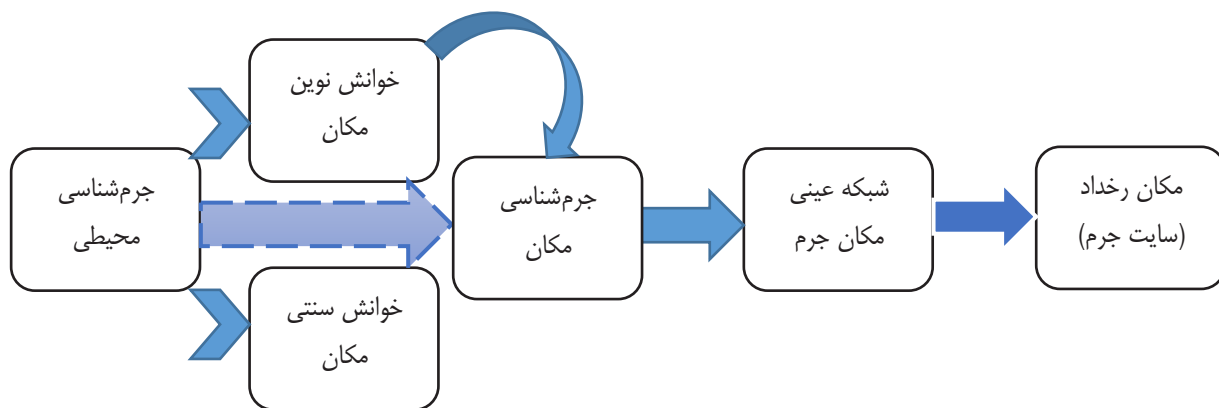 جرم‌شناسی
محیطی
خوانش نوین
مکان
خوانش سنتی
مکان
جرم‌شناسی
مکان
شبکه عینی
مکان جرم
مکان رخداد
(سایت جرم)